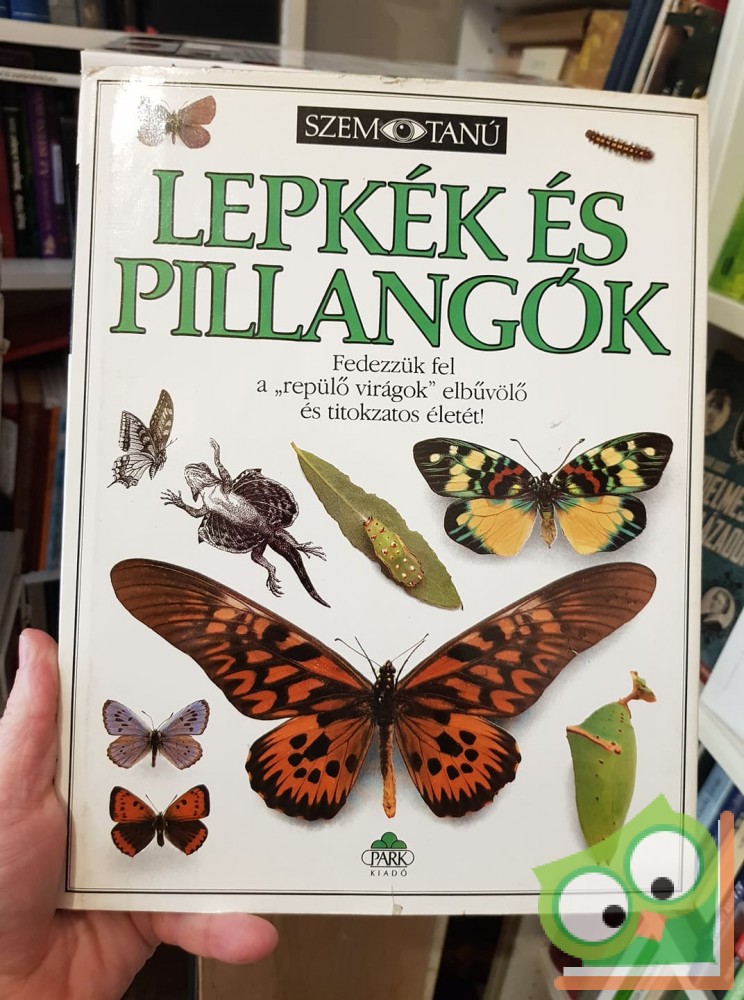 SZEM TANÚ
LEPKÉK ÉS
PILLANGÓK
Fedezzük fel
a „repülő virágok” elbűvölő
és titokzatos életét!
PARK
KIADÓ